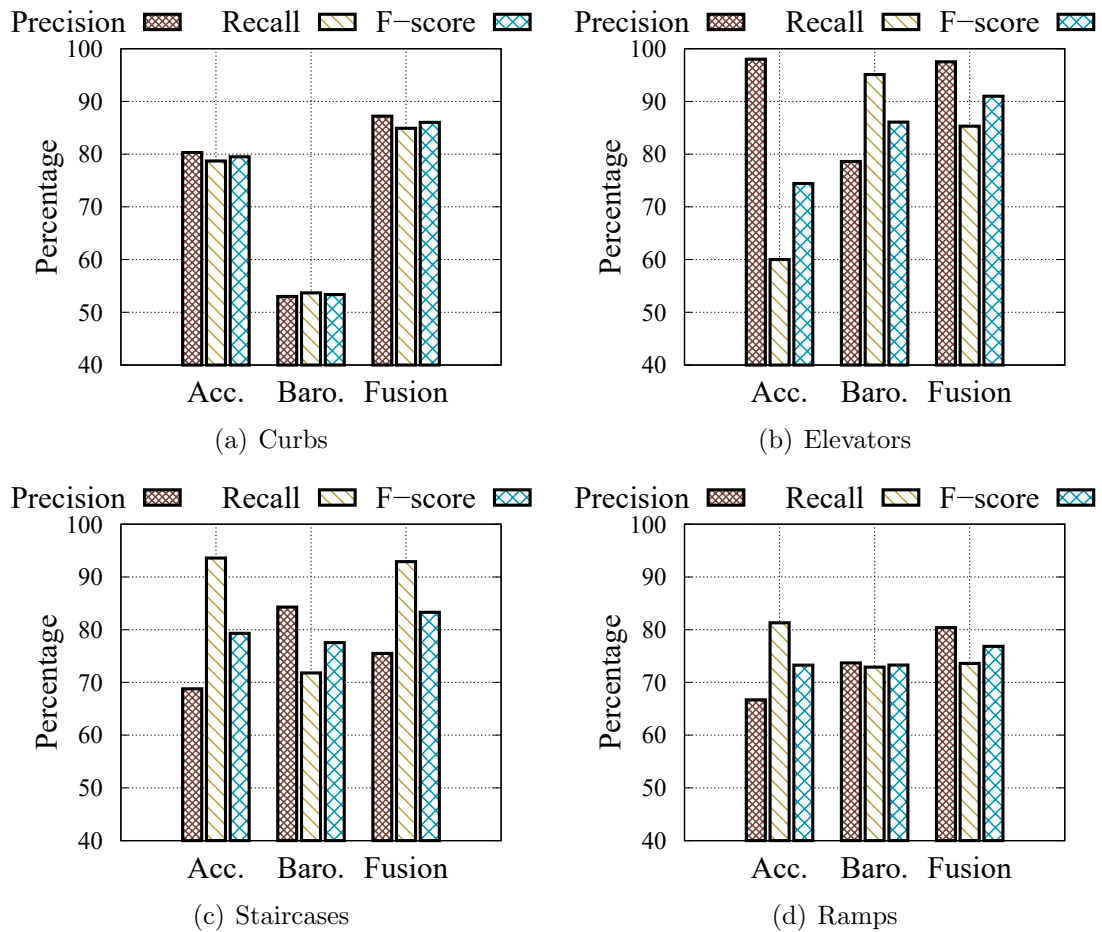 Precision Recall F−score
Percentage
100
90
80
70
60
50
40
Acc. Baro. Fusion
(a) Curbs
Precision Recall F−score
Percentage
100
90
80
70
60
50
40
Acc. Baro. Fusion
(b) Elevators
Precision Recall F−score
Percentage
100
90
80
70
60
50
40
Acc. Baro. Fusion
(c) Staircases
Precision Recall F−score
Percentage
100
90
80
70
60
50
40
Acc. Baro. Fusion
(d) Ramps